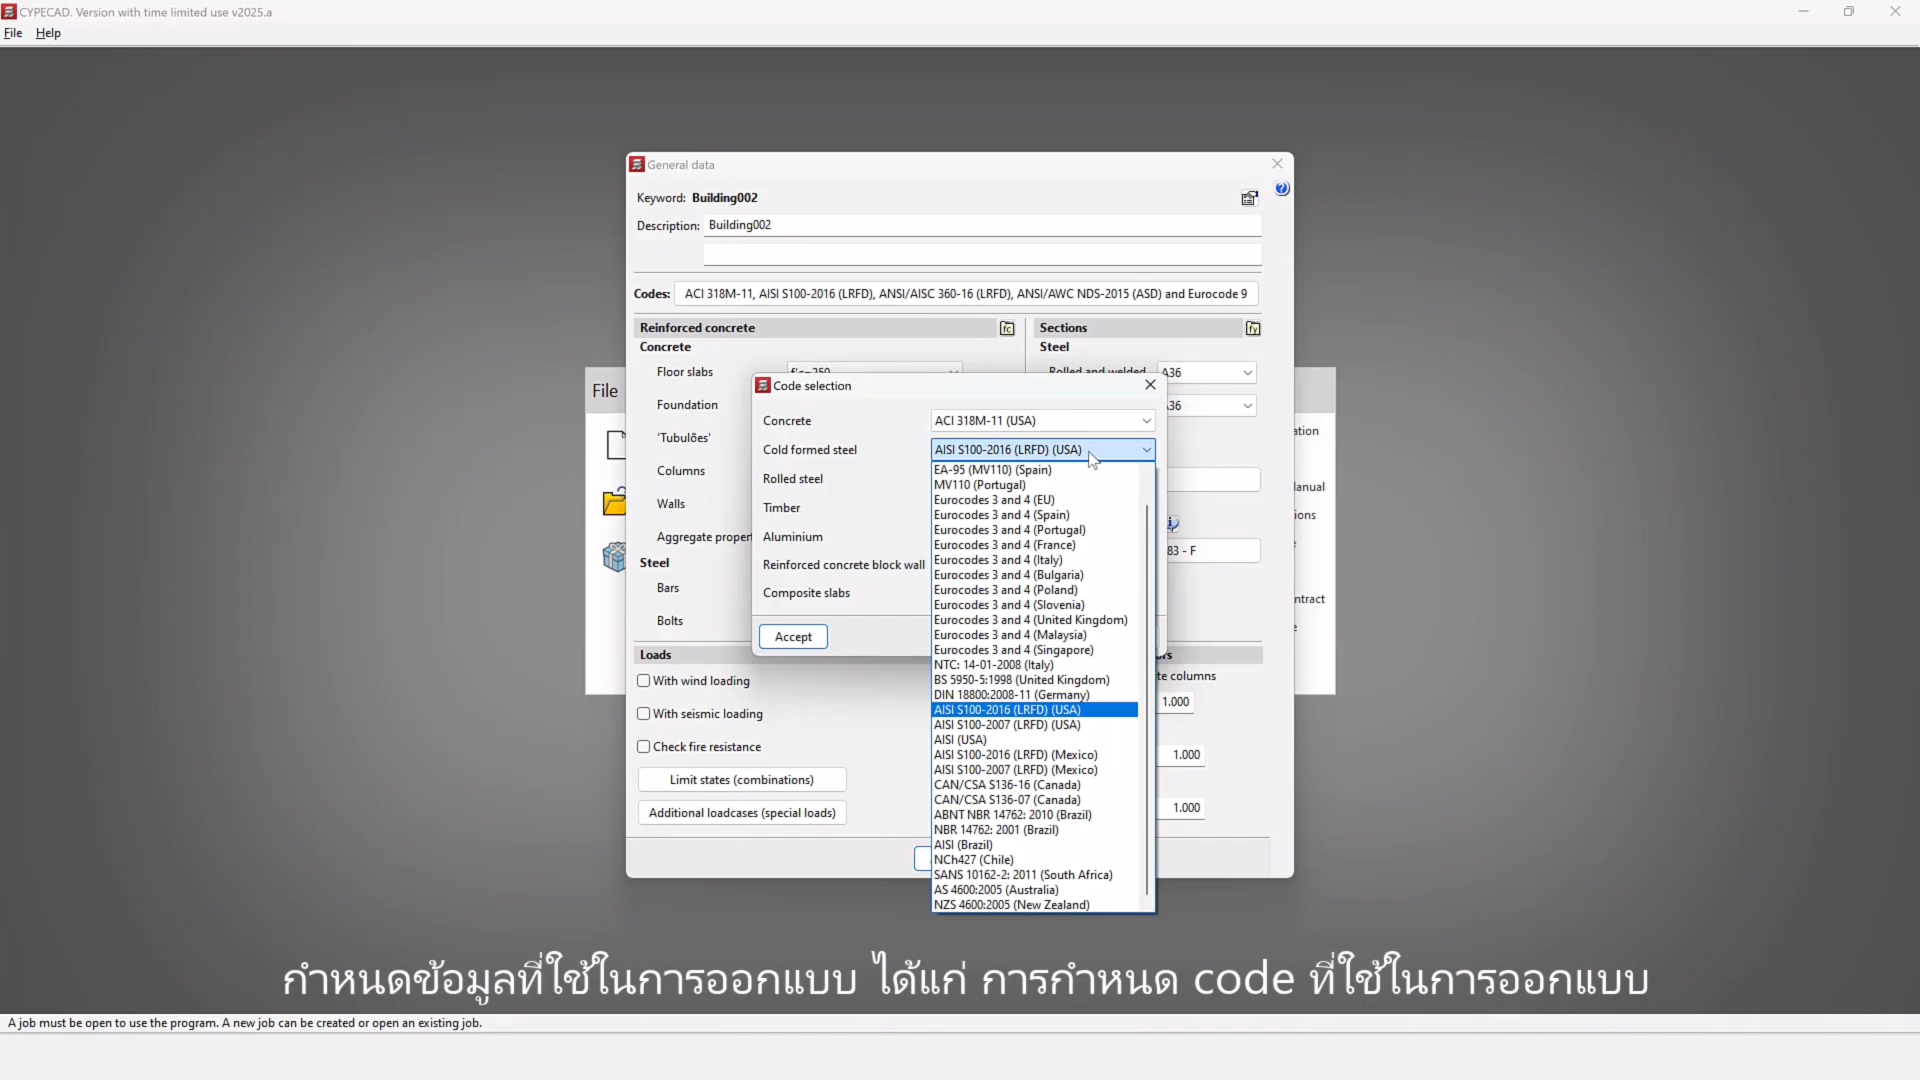 CYPECAD. Version with time limited use v2025.a
File Help
General data
Keyword: Building002
Description: Building002
Codes: ACI 318M-11, AISI S100-2016 (LRFD), ANSI/AISC 360-16 (LRFD), ANSI/AWC NDS-2015 (ASD) and Eurocode 9
Reinforced concrete
Sections
Concrete
Steel
Floor slabs
A36
Foundation
'Tubulões'
Columns
Walls
Steel
Bars
Bolts
File
Code selection
Concrete ACI 318M-11 (USA)
Cold formed steel AISI S100-2016 (LRFD) (USA)
Rolled steel
Timber
Aluminium
Reinforced concrete block wall
Composite slabs
Accept
EA-95 (MV110) (Spain)
MV110 (Portugal)
Eurocodes 3 and 4 (EU)
Eurocodes 3 and 4 (Spain)
Eurocodes 3 and 4 (Portugal)
Eurocodes 3 and 4 (France)
Eurocodes 3 and 4 (Italy)
Eurocodes 3 and 4 (Bulgaria)
Eurocodes 3 and 4 (Poland)
Eurocodes 3 and 4 (Slovenia)
Eurocodes 3 and 4 (United Kingdom)
Eurocodes 3 and 4 (Malaysia)
Eurocodes 3 and 4 (Singapore)
NTC: 14-01-2008 (Italy)
BS 5950-5:1998 (United Kingdom)
DIN 18800:2008-11 (Germany)
AISI S100-2016 (LRFD) (USA)
AISI S100-2007 (LRFD) (USA)
AISI (USA)
AISI S100-2016 (LRFD) (Mexico)
AISI S100-2007 (LRFD) (Mexico)
CAN/CSA S136-16 (Canada)
CAN/CSA S136-07 (Canada)
ABNT NBR 14762: 2010 (Brazil)
NBR 14762: 2001 (Brazil)
AISI (Brazil)
NCh427 (Chile)
SANS 10162-2: 2011 (South Africa)
AS 4600:2005 (Australia)
NZS 4600:2005 (New Zealand)
83 - F
Loads
With wind loading
With seismic loading
Check fire resistance
Limit states (combinations)
Additional loadcases (special loads)
1.000
1.000
1.000
กำหนดข้อมูลที่ใช้ในการออกแบบ ได้แก่ การกำหนด code ที่ใช้ในการออกแบบ
A job must be open to use the program. A new job can be created or open an existing job.